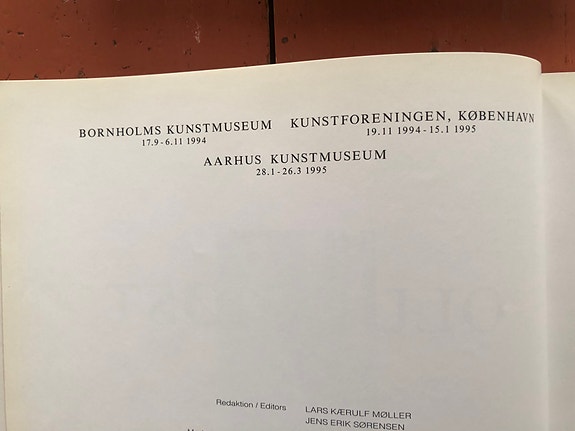 BORNHOLMS KUNSTMUSEUM KUNSTFORENINGEN, KØBENHAVN
17.9 - 6.11 1994 19.11 1994 - 15.1 1995
AARHUS KUNSTMUSEUM
28.1 - 26.3 1995
Redaktion / Editors LARS KÆRULF MØLLER
JENS ERIK SØRENSEN